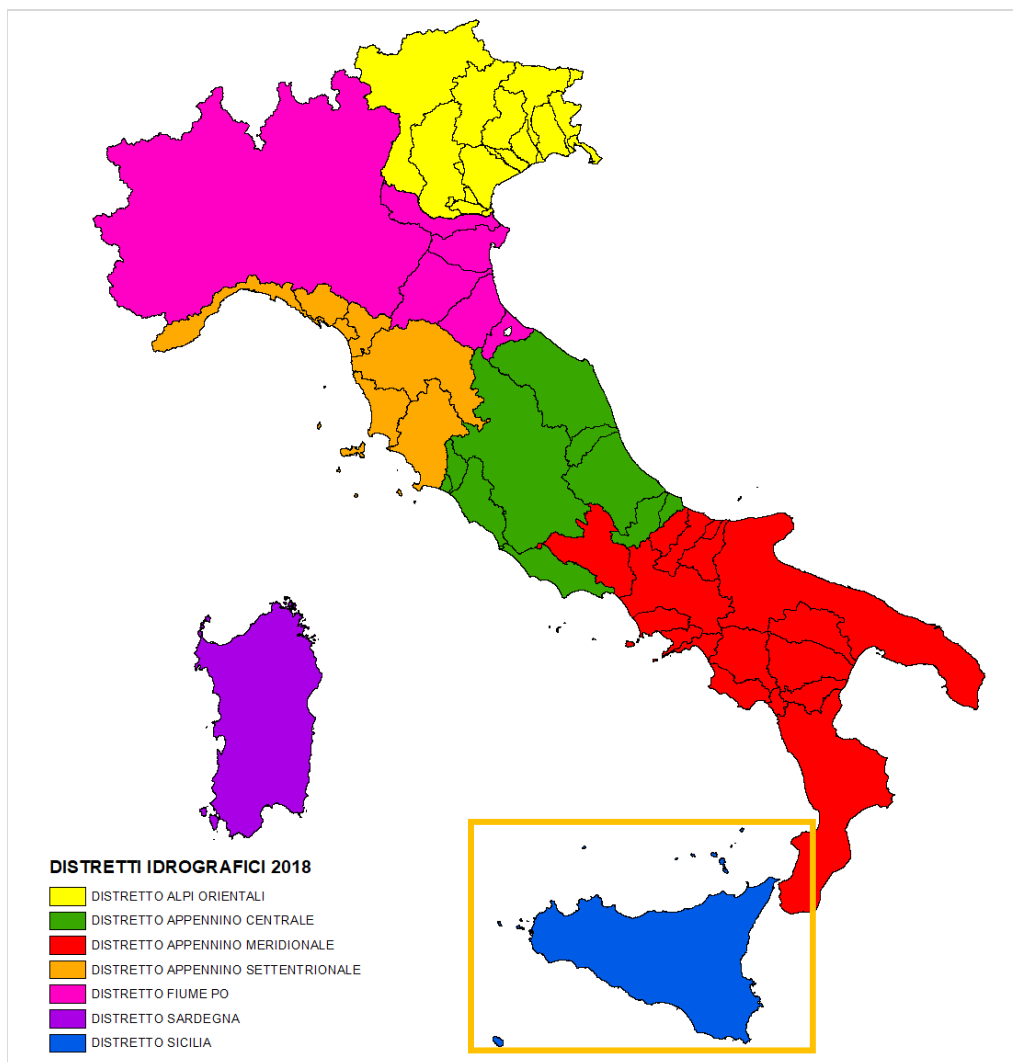 DISTRETTI IDROGRAFICI 2018
DISTRETTO ALPI ORIENTALI
DISTRETTO APPENNINO CENTRALE
DISTRETTO APPENNINO MERIDIONALE
DISTRETTO APPENNINO SETTENTRIONALE
DISTRETTO FIUME PO
DISTRETTO SARDEGNA
DISTRETTO SICILIA